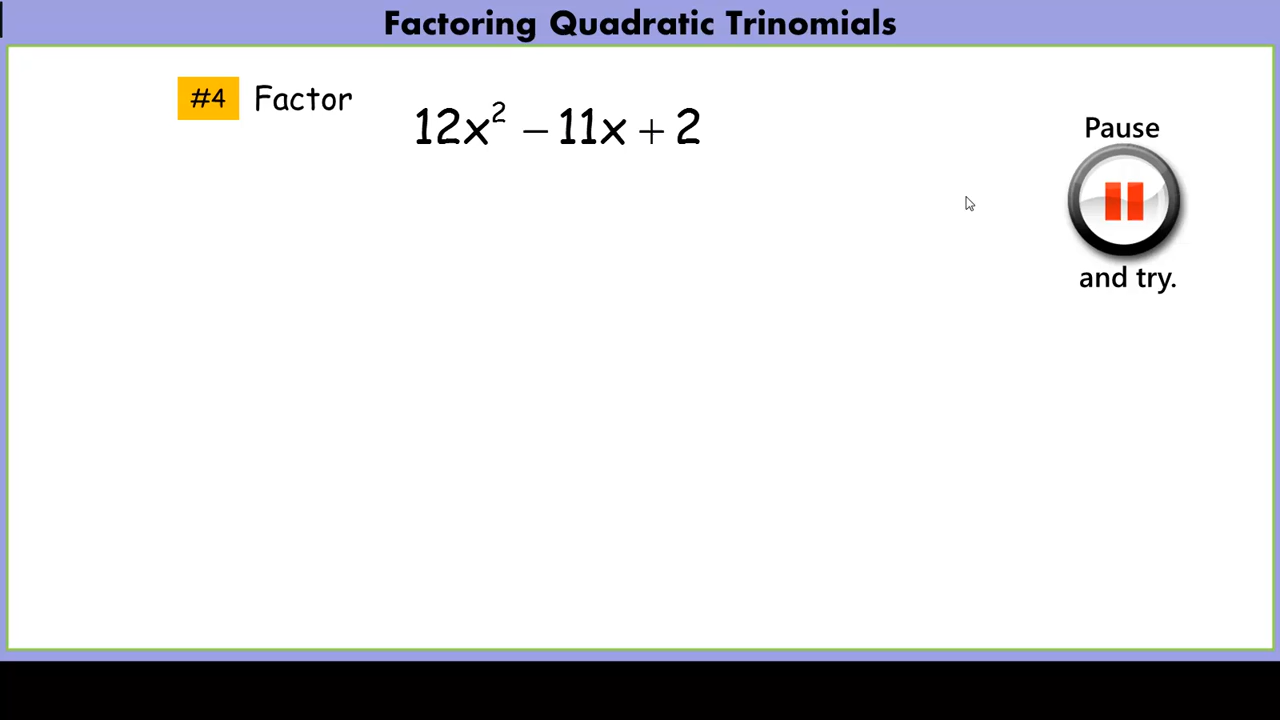 Factoring Quadratic Trinomials
#4 Factor 12x² − 11x + 2
Pause
and try.